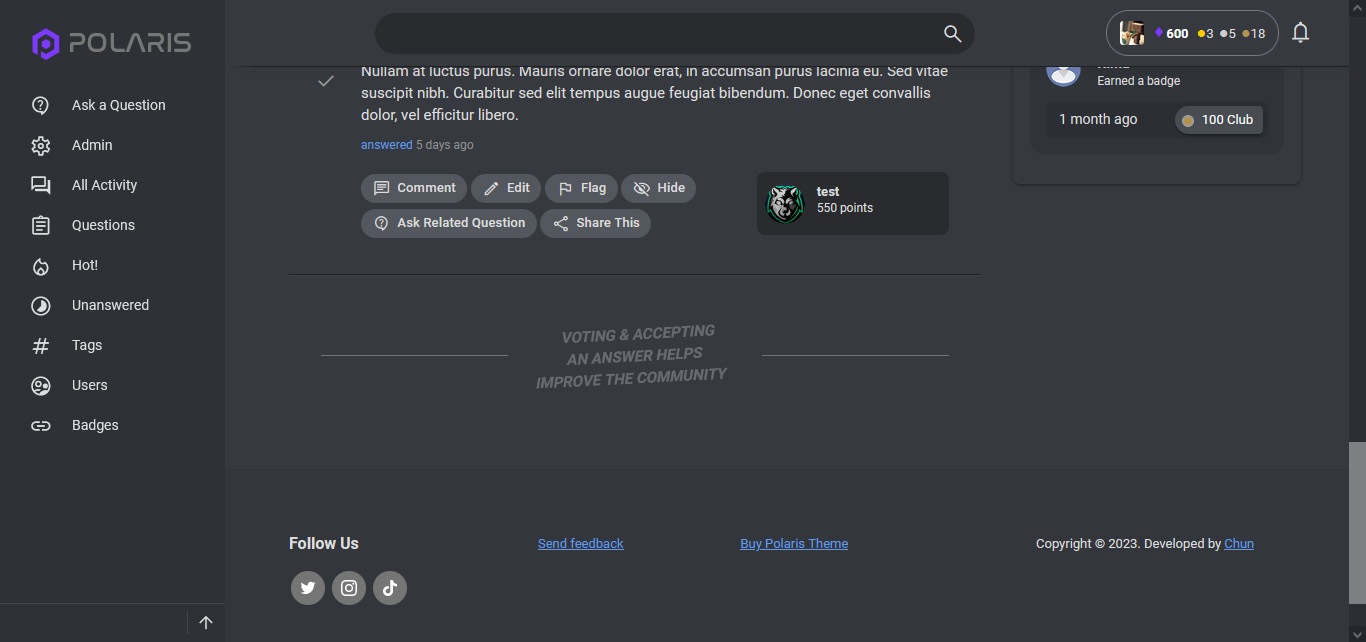 POLARIS
600 3 5 18
Ask a Question
Admin
All Activity
Questions
Hot!
Unanswered
Tags
Users
Badges
Nullam at luctus purus. Mauris ornare dolor erat, in accumsan purus lacinia eu. Sed vitae
suscipit nibh. Curabitur sed elit tempus augue feugiat bibendum. Donec eget convallis
dolor, vel efficitur libero.
answered 5 days ago
Comment Edit Flag Hide
Ask Related Question Share This
test
550 points
Earned a badge
1 month ago 100 Club
VOTING & ACCEPTING
AN ANSWER HELPS
IMPROVE THE COMMUNITY
Follow Us
Send feedback
Buy Polaris Theme
Copyright © 2023. Developed by Chun